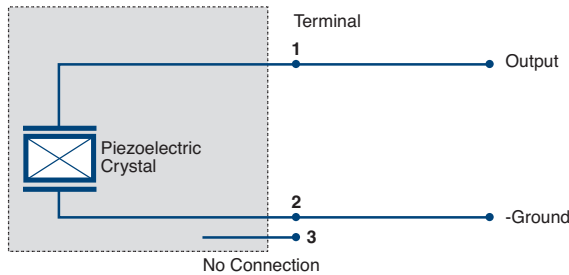 Terminal
1
Output
Piezoelectric
Crystal
2
-Ground
3
No Connection